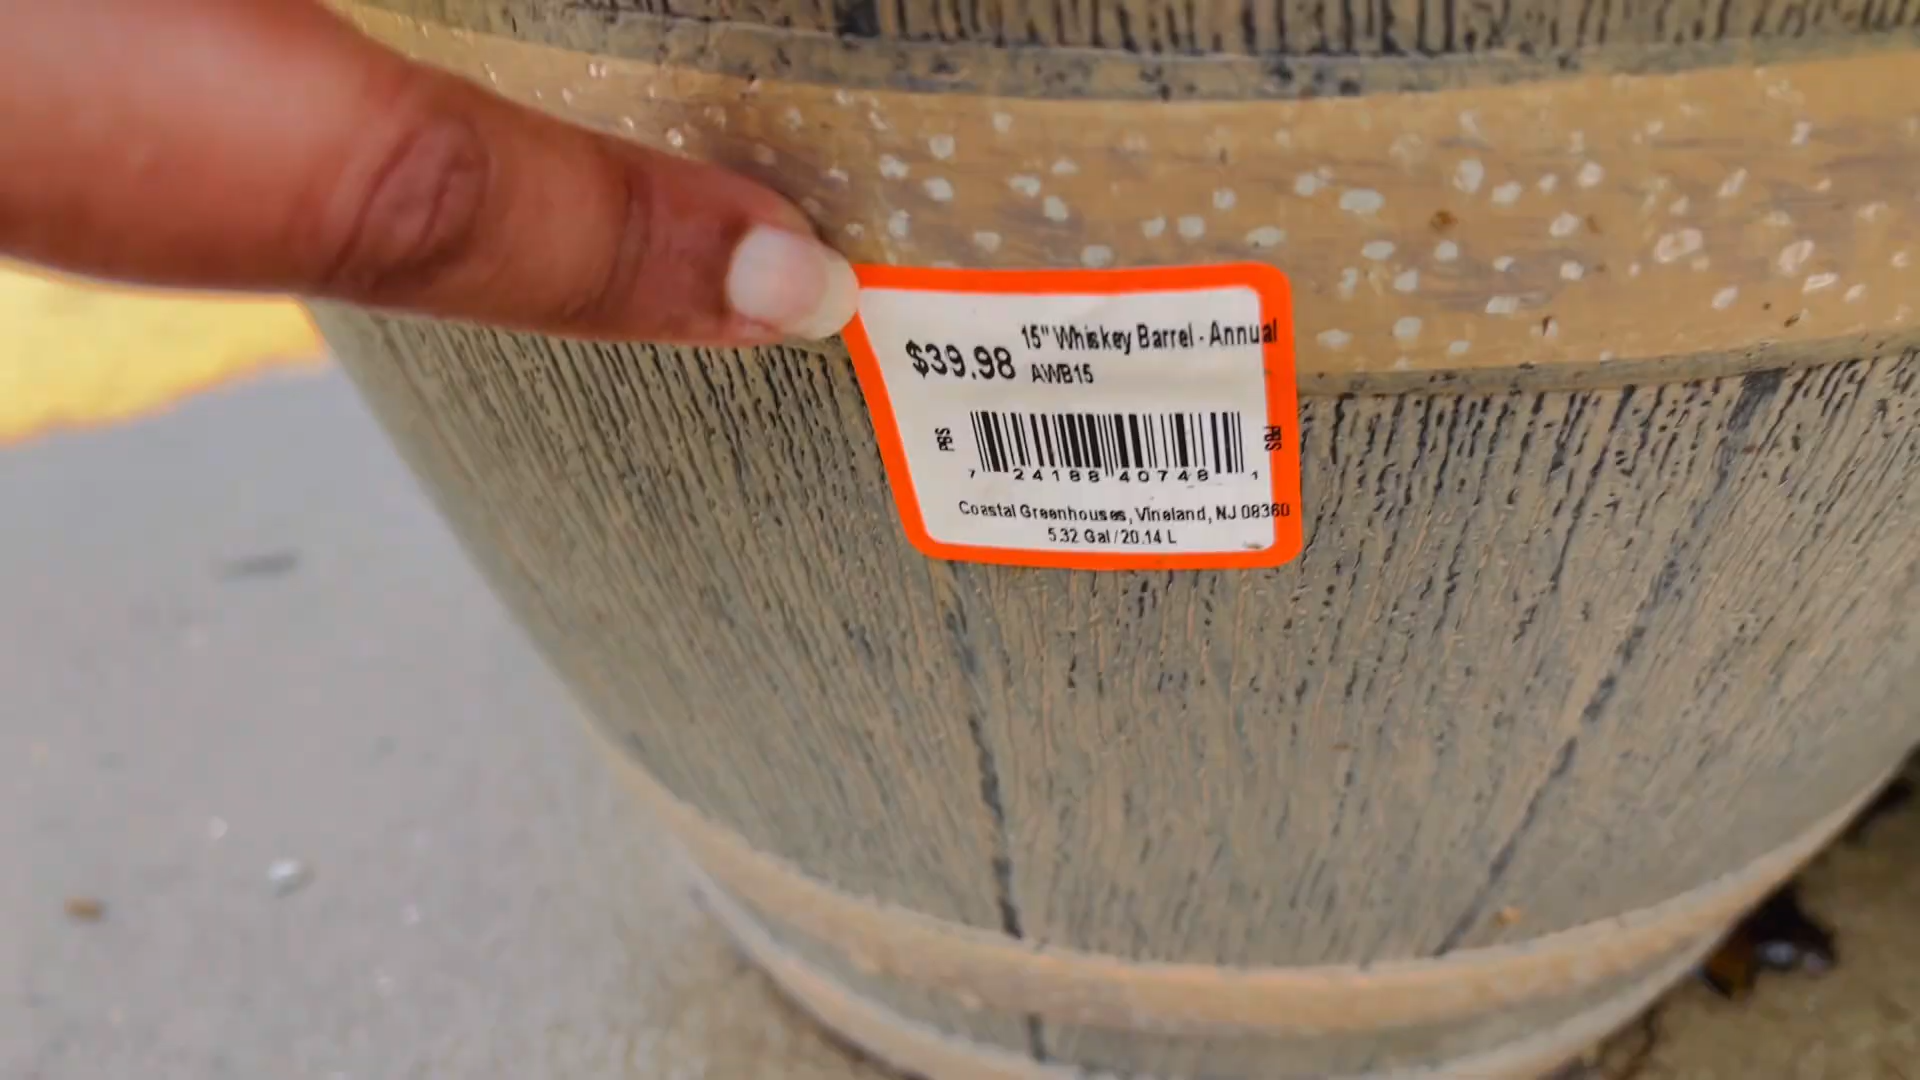 15" Whiskey Barrel - Annual
$39.98 AWB15
PBS PBS
7 24188 40748 1
Coastal Greenhouses, Vineland, NJ 08360
5.32 Gal / 20.14 L